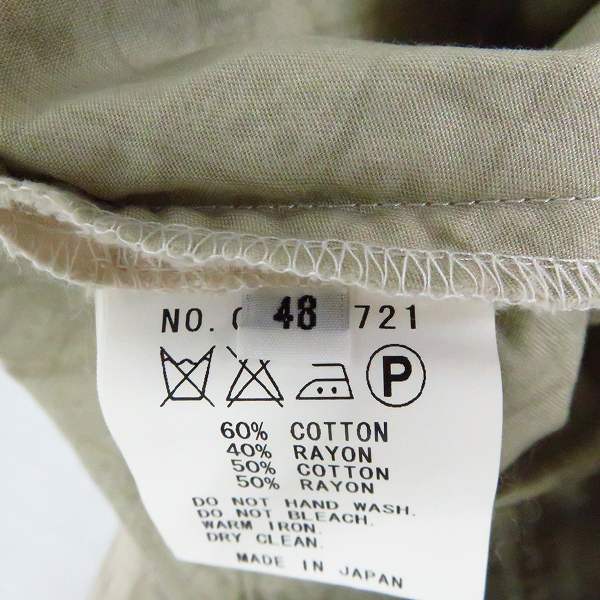 NO. 48 721
P
60% COTTON
40% RAYON
50% COTTON
50% RAYON
DO NOT HAND WASH.
DO NOT BLEACH.
WARM IRON.
DRY CLEAN.
MADE IN JAPAN